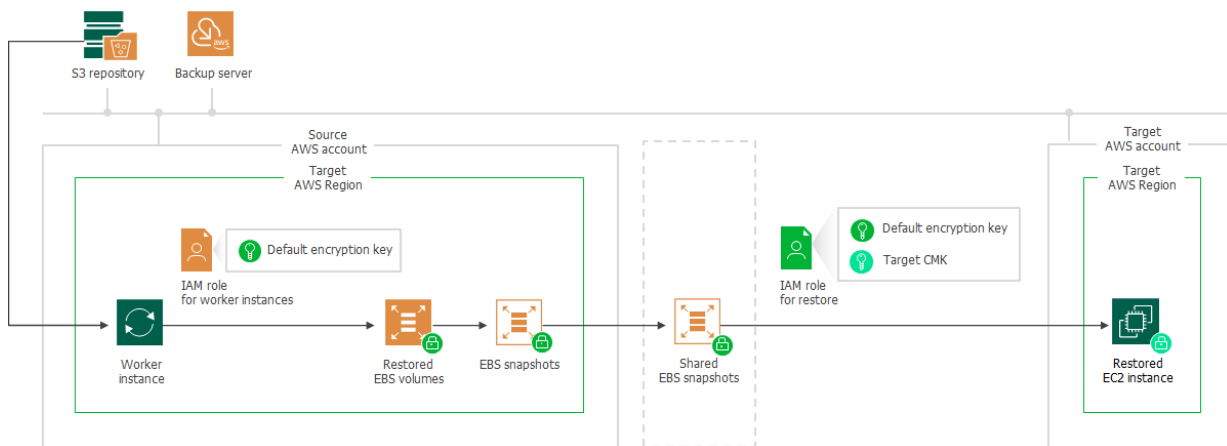 S3 repository
Backup server
aws
Source
AWS account
Target
AWS account
Target
AWS Region
Target
AWS Region
Default encryption key
IAM role
for worker instances
Default encryption key
Target CMK
IAM role
for restore
Worker
instance
Restored
EBS volumes
EBS snapshots
Shared
EBS snapshots
Restored
EC2 instance